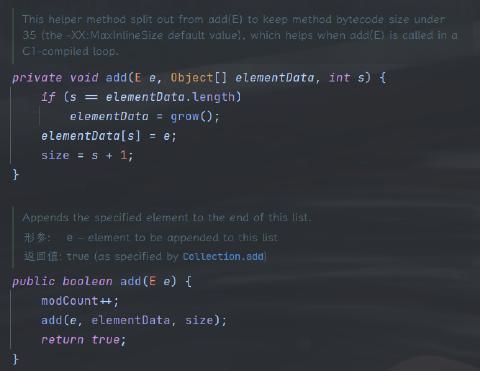 This helper method split out from add(E) to keep method bytecode size under
35 (the -XX:MaxInlineSize default value), which helps when add(E) is called in a
C1-compiled loop.
private void add(E e, Object[] elementData, int s) {
if (s == elementData.length)
elementData = grow();
elementData[s] = e;
size = s + 1;
}
Appends the specified element to the end of this list.
形参: e – element to be appended to this list
返回值: true (as specified by Collection.add)
public boolean add(E e) {
modCount++;
add(e, elementData, size);
return true;
}